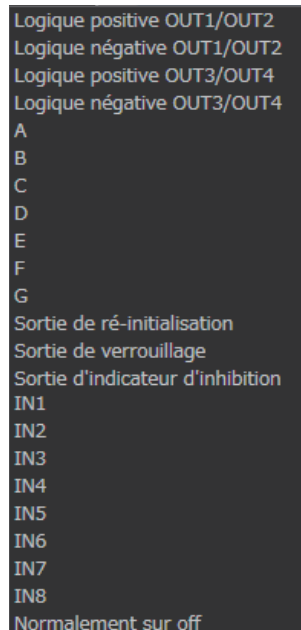 Logique positive OUT1/OUT2
Logique négative OUT1/OUT2
Logique positive OUT3/OUT4
Logique négative OUT3/OUT4
A
B
C
D
E
F
G
Sortie de ré-initialisation
Sortie de verrouillage
Sortie d'indicateur d'inhibition
IN1
IN2
IN3
IN4
IN5
IN6
IN7
IN8
Normalement sur off